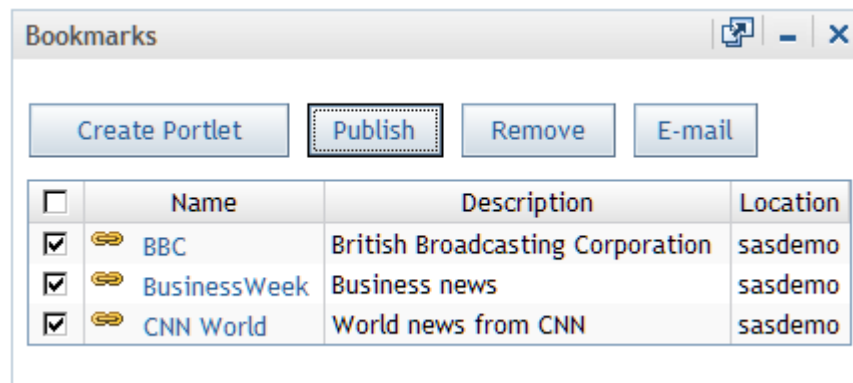 Bookmarks
Create Portlet Publish Remove E-mail
Name Description Location
BBC British Broadcasting Corporation sasdemo
BusinessWeek Business news sasdemo
CNN World World news from CNN sasdemo